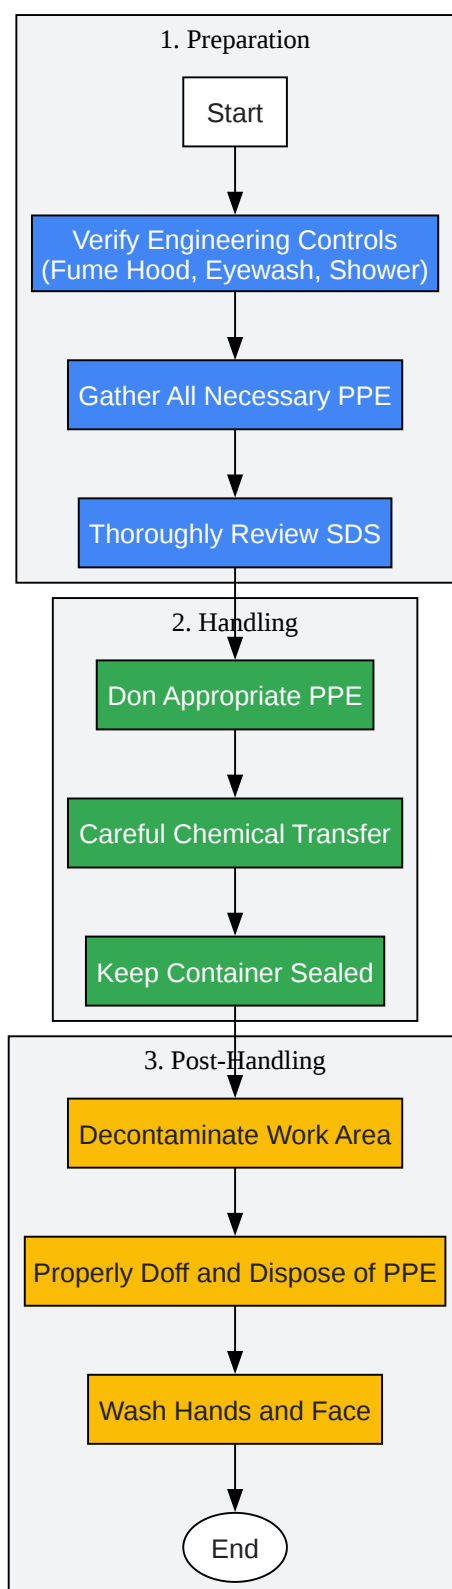 1. Preparation
Start
Verify Engineering Controls
(Fume Hood, Eyewash, Shower)
Gather All Necessary PPE
Thoroughly Review SDS
2. Handling
Don Appropriate PPE
Careful Chemical Transfer
Keep Container Sealed
3. Post-Handling
Decontaminate Work Area
Properly Doff and Dispose of PPE
Wash Hands and Face
End